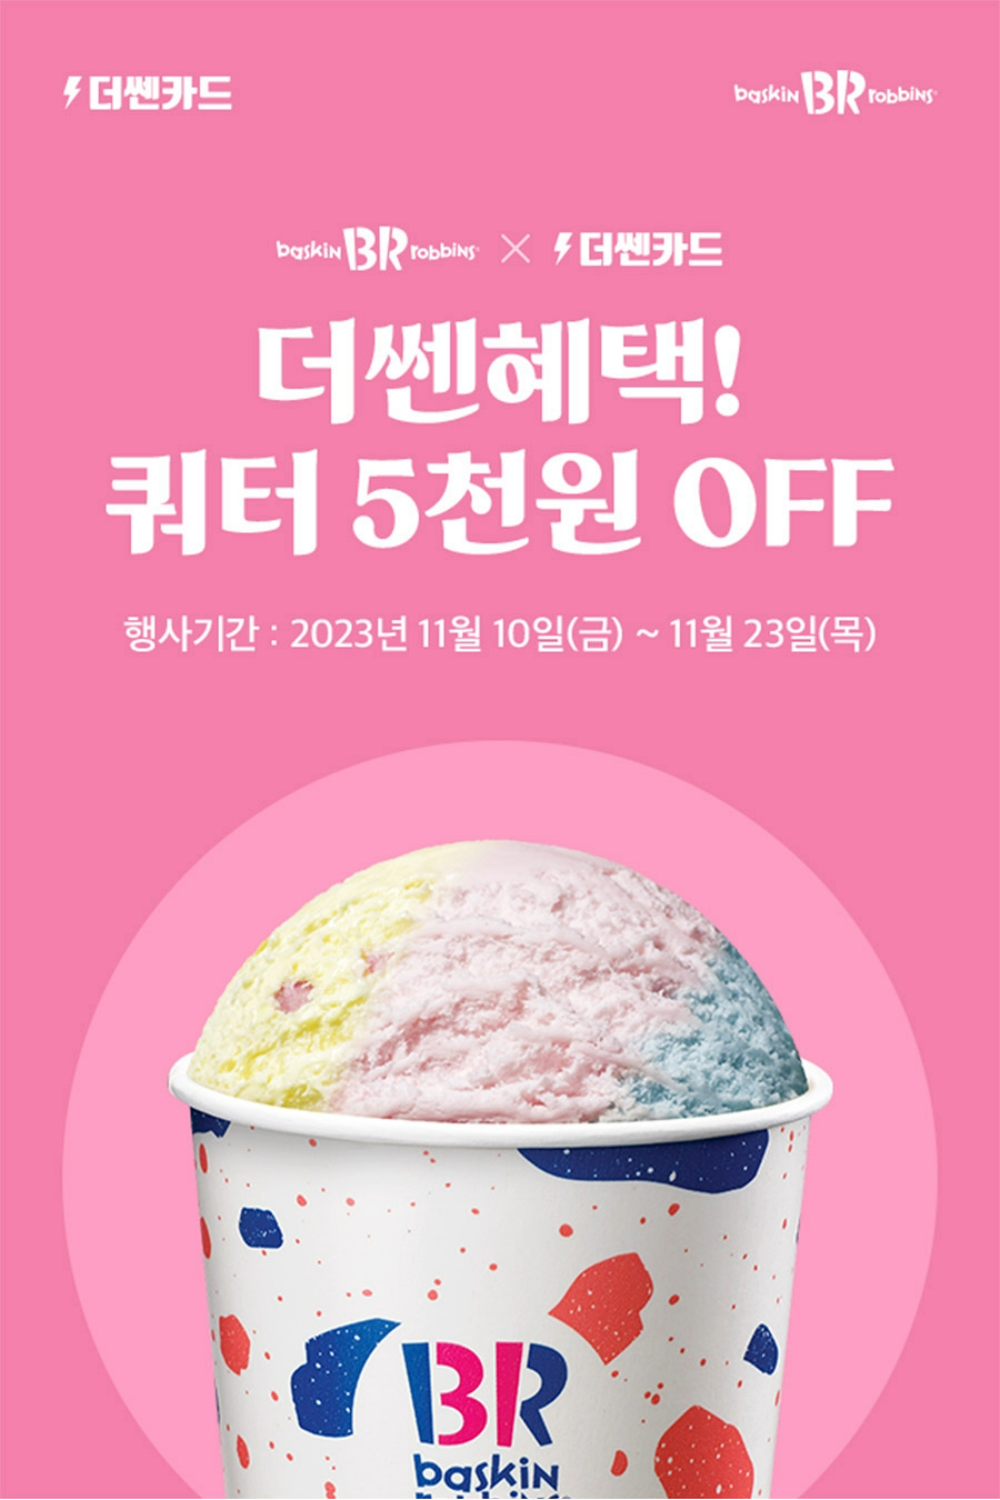 더쎈카드
baskin BR robbins
baskin BR robbins × 더쎈카드
더쎈혜택!
쿼터 5천원 OFF
행사기간 : 2023년 11월 10일(금) ~ 11월 23일(목)
BR
baskin
robbins